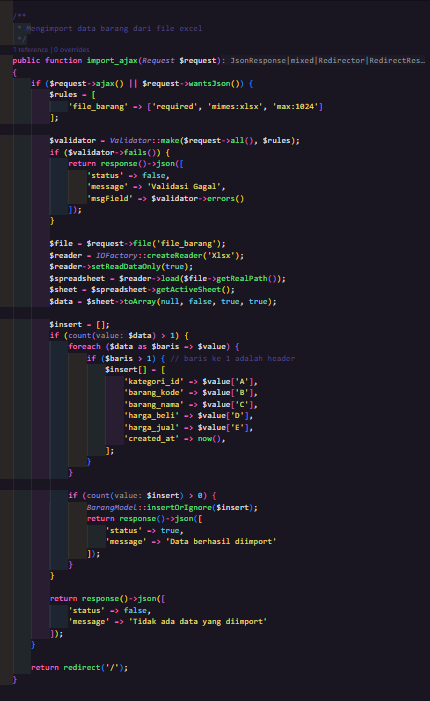 /**
 * Mengimport data barang dari file excel
 */
1 reference | 0 overrides
public function import_ajax(Request $request): JsonResponse|mixed|Redirector|RedirectRes…
{
    if ($request->ajax() || $request->wantsJson()) {
        $rules = [
            'file_barang' => ['required', 'mimes:xlsx', 'max:1024']
        ];

        $validator = Validator::make($request->all(), $rules);
        if ($validator->fails()) {
            return response()->json([
                'status' => false,
                'message' => 'Validasi Gagal',
                'msgField' => $validator->errors()
            ]);
        }

        $file = $request->file('file_barang');
        $reader = IOFactory::createReader('Xlsx');
        $reader->setReadDataOnly(true);
        $spreadsheet = $reader->load($file->getRealPath());
        $sheet = $spreadsheet->getActiveSheet();
        $data = $sheet->toArray(null, false, true, true);

        $insert = [];
        if (count(value: $data) > 1) {
            foreach ($data as $baris => $value) {
                if ($baris > 1) { // baris ke 1 adalah header
                    $insert[] = [
                        'kategori_id' => $value['A'],
                        'barang_kode' => $value['B'],
                        'barang_nama' => $value['C'],
                        'harga_beli' => $value['D'],
                        'harga_jual' => $value['E'],
                        'created_at' => now(),
                    ];
                }
            }

            if (count(value: $insert) > 0) {
                BarangModel::insertOrIgnore($insert);
                return response()->json([
                    'status' => true,
                    'message' => 'Data berhasil diimport'
                ]);
            }
        }

        return response()->json([
            'status' => false,
            'message' => 'Tidak ada data yang diimport'
        ]);
    }

    return redirect('/');
}